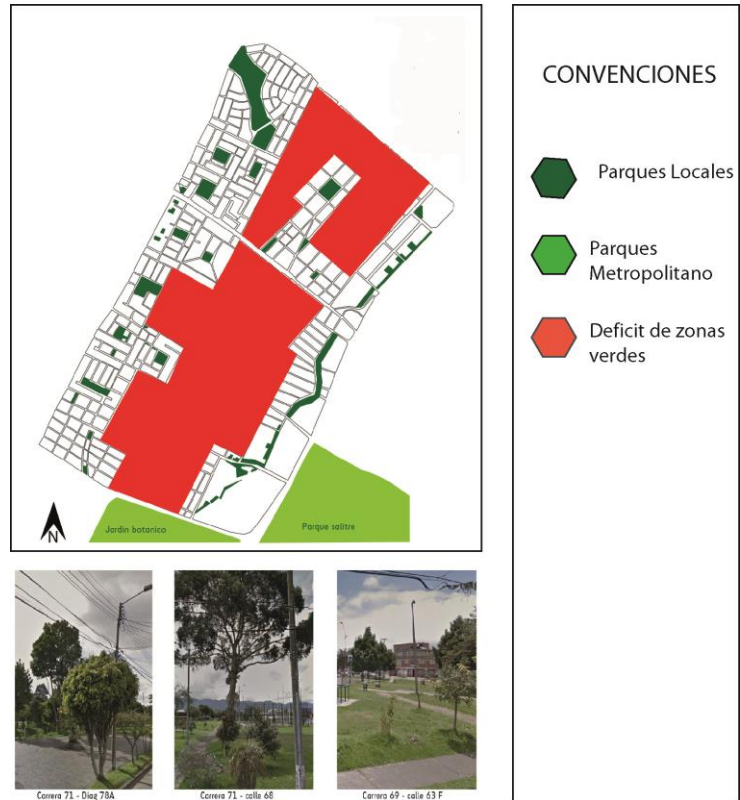 CONVENCIONES
Parques Locales
Parques
Metropolitano
Deficit de zonas
verdes
N
Jardin botanico
Parque salitre
Carrera 71 - Diag 78A
Carrera 71 - calle 68
Carrera 69 - calle 63 F